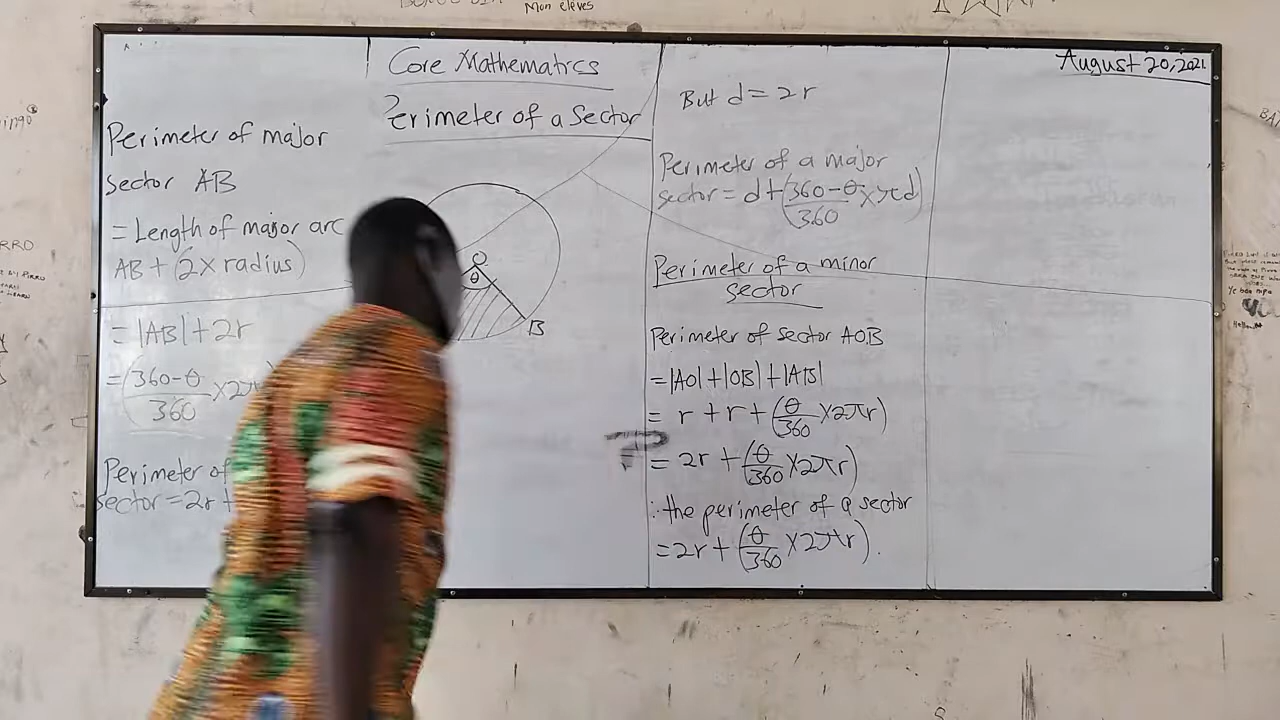 Mon eleves
August 20, 2021
Core Mathematics
Perimeter of a Sector
Perimeter of major
sector AB
= Length of major arc
AB + (2 x radius)
= |AB| + 2r
= (360-θ
360
x 2π
Perimeter of
sector = 2r +
O
θ
B
But d = 2r
Perimeter of a major
sector = d + (360-θ/360 x πd)
Perimeter of a minor
sector
Perimeter of sector AOB
= |AO| + |OB| + |AB|
= r + r + (θ/360 x 2πr)
= 2r + (θ/360 x 2πr)
∴ the perimeter of a sector
= 2r + (θ/360 x 2πr).